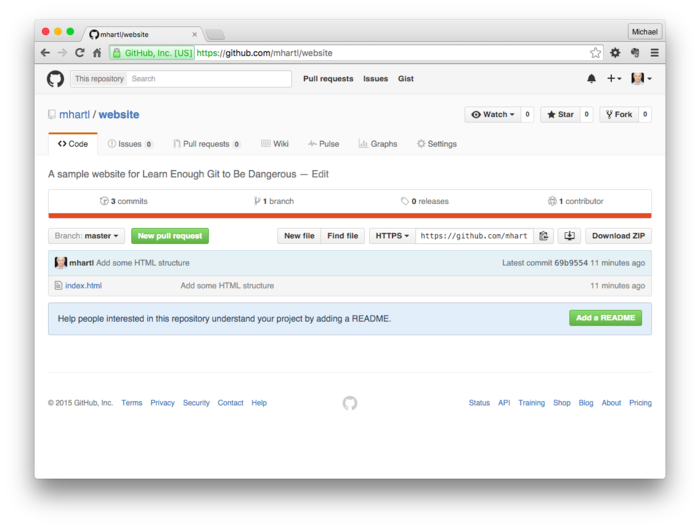 mhartl/website
Michael
GitHub, Inc. [US] https://github.com/mhartl/website
This repository Search Pull requests Issues Gist
mhartl / website Watch 0 Star 0 Fork 0
Code Issues 0 Pull requests 0 Wiki Pulse Graphs Settings
A sample website for Learn Enough Git to Be Dangerous — Edit
3 commits 1 branch 0 releases 1 contributor
Branch: master New pull request New file Find file HTTPS https://github.com/mhart Download ZIP
mhartl Add some HTML structure Latest commit 69b9554 11 minutes ago
index.html Add some HTML structure 11 minutes ago
Help people interested in this repository understand your project by adding a README. Add a README
© 2015 GitHub, Inc. Terms Privacy Security Contact Help Status API Training Shop Blog About Pricing